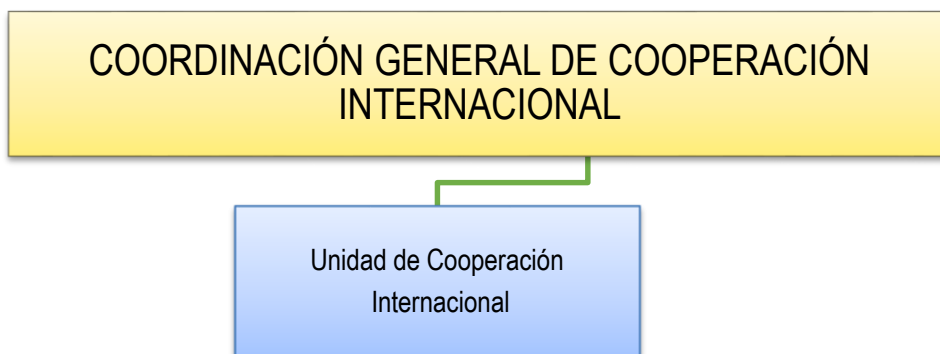 COORDINACIÓN GENERAL DE COOPERACIÓN
INTERNACIONAL
Unidad de Cooperación
Internacional